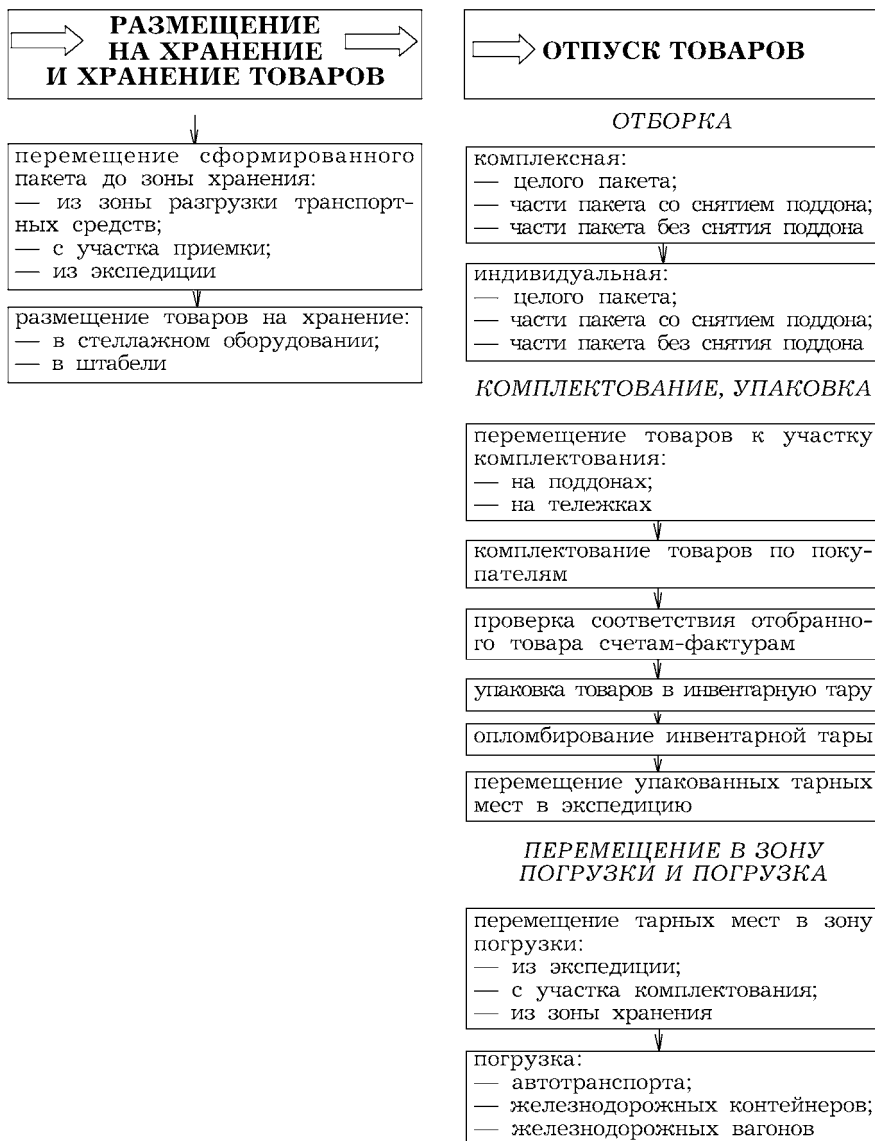 РАЗМЕЩЕНИЕ
НА ХРАНЕНИЕ
И ХРАНЕНИЕ ТОВАРОВ
перемещение сформированного
пакета до зоны хранения:
— из зоны разгрузки транспорт-
ных средств;
— с участка приемки;
— из экспедиции
размещение товаров на хранение:
— в стеллажном оборудовании;
— в штабели
ОТПУСК ТОВАРОВ
ОТБОРКА
комплексная:
— целого пакета;
— части пакета со снятием поддона;
— части пакета без снятия поддона
индивидуальная:
— целого пакета;
— части пакета со снятием поддона;
— части пакета без снятия поддона
КОМПЛЕКТОВАНИЕ, УПАКОВКА
перемещение товаров к участку
комплектования:
— на поддонах;
— на тележках
комплектование товаров по поку-
пателям
проверка соответствия отобранно-
го товара счетам-фактурам
упаковка товаров в инвентарную тару
опломбирование инвентарной тары
перемещение упакованных тарных
мест в экспедицию
ПЕРЕМЕЩЕНИЕ В ЗОНУ
ПОГРУЗКИ И ПОГРУЗКА
перемещение тарных мест в зону
погрузки:
— из экспедиции;
— с участка комплектования;
— из зоны хранения
погрузка:
— автотранспорта;
— железнодорожных контейнеров;
— железнодорожных вагонов